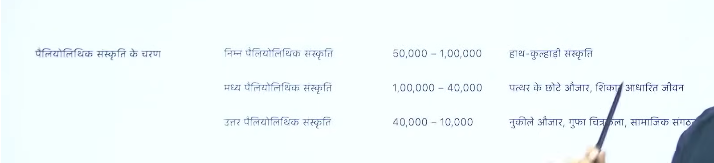 पैलियोलिथिक संस्कृति के चरण निम्न पैलियोलिथिक संस्कृति 50,000 – 1,00,000 हाथ-कुल्हाड़ी संस्कृति
मध्य पैलियोलिथिक संस्कृति 1,00,000 – 40,000 पत्थर के छोटे औजार, शिकार आधारित जीवन
उत्तर पैलियोलिथिक संस्कृति 40,000 – 10,000 नुकीले औजार, गुफा चित्रकला, सामाजिक